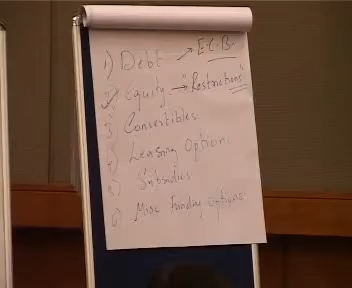 1) Debt → E.C.B.
2) Equity → "Restrictions"
3) Convertibles
4) Leasing Options
5) Subsidies
6) Misc Funding options